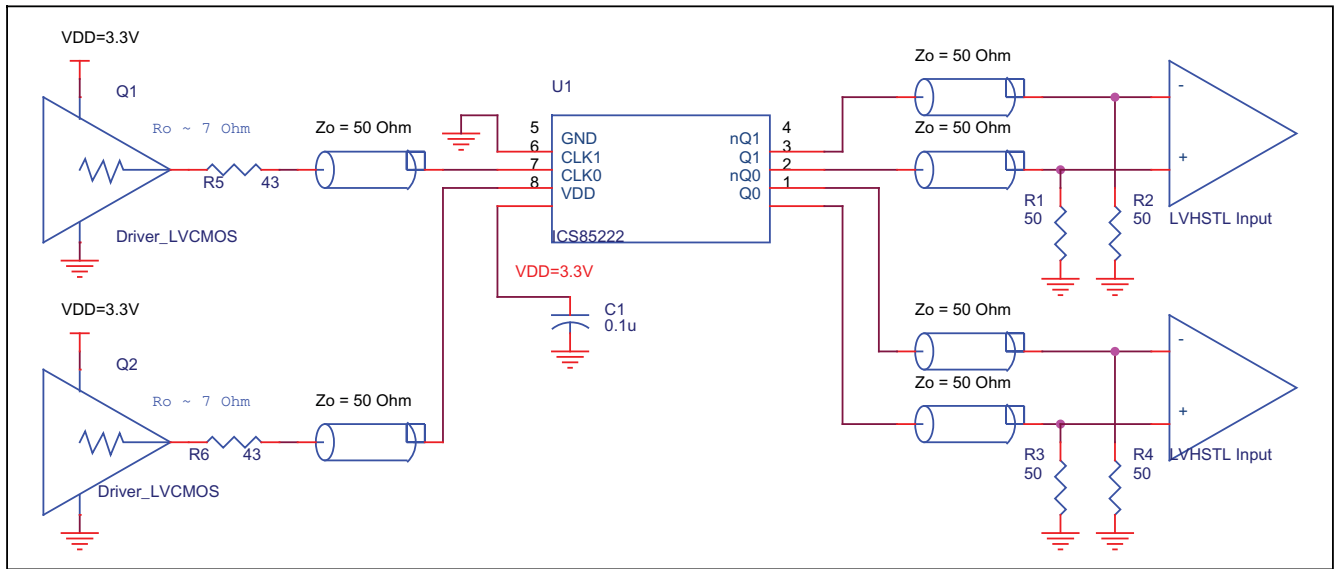 VDD=3.3V
Q1
Ro ~ 7 Ohm
R5
43
Driver_LVCMOS
Zo = 50 Ohm
VDD=3.3V
Q2
Ro ~ 7 Ohm
R6
43
Driver_LVCMOS
Zo = 50 Ohm
U1
5
6
7
8
GND
CLK1
CLK0
VDD
nQ1
Q1
nQ0
Q0
4
3
2
1
ICS85222
VDD=3.3V
C1
0.1u
Zo = 50 Ohm
Zo = 50 Ohm
-
+
R1
50
R2
50
LVHSTL Input
Zo = 50 Ohm
Zo = 50 Ohm
-
+
R3
50
R4
50
LVHSTL Input